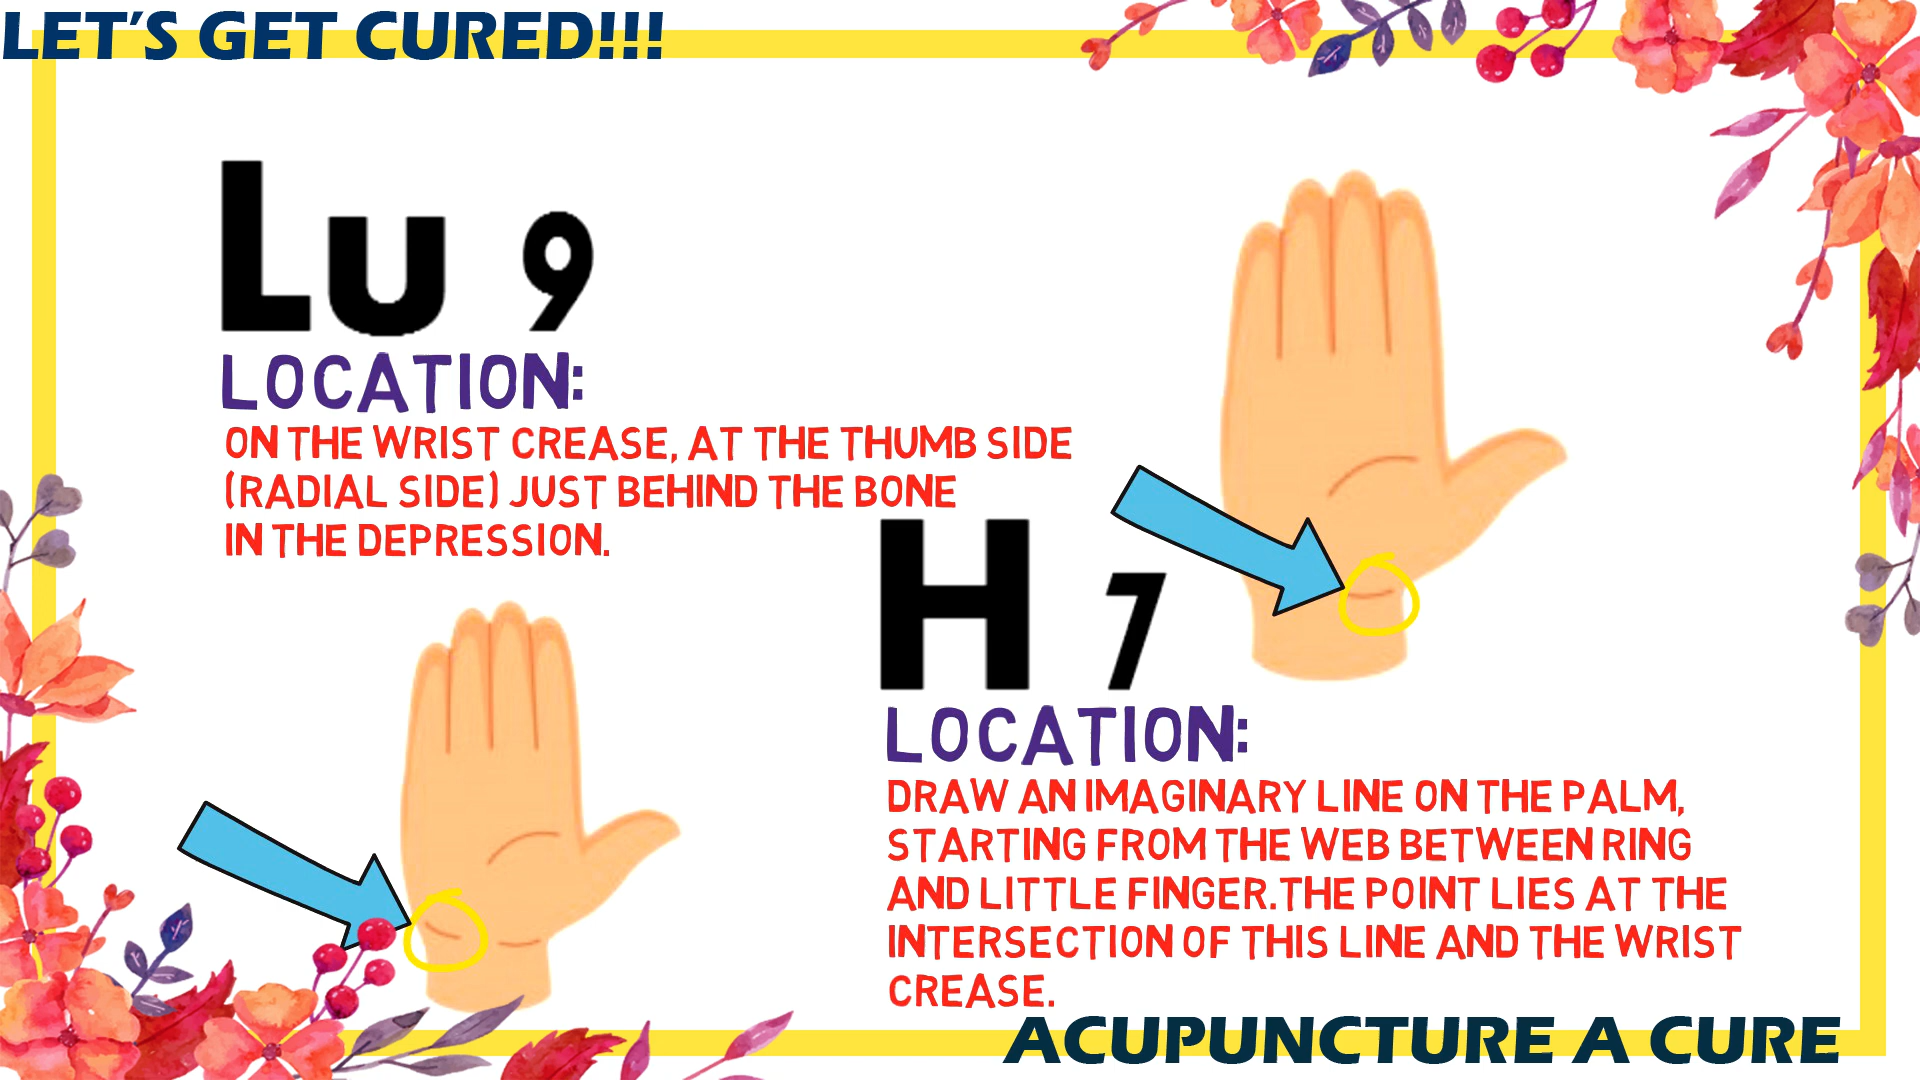 LET'S GET CURED!!!
Lu 9
LOCATION:
ON THE WRIST CREASE, AT THE THUMB SIDE
(RADIAL SIDE) JUST BEHIND THE BONE
IN THE DEPRESSION.
H 7
LOCATION:
DRAW AN IMAGINARY LINE ON THE PALM,
STARTING FROM THE WEB BETWEEN RING
AND LITTLE FINGER.THE POINT LIES AT THE
INTERSECTION OF THIS LINE AND THE WRIST
CREASE.
ACUPUNCTURE A CURE